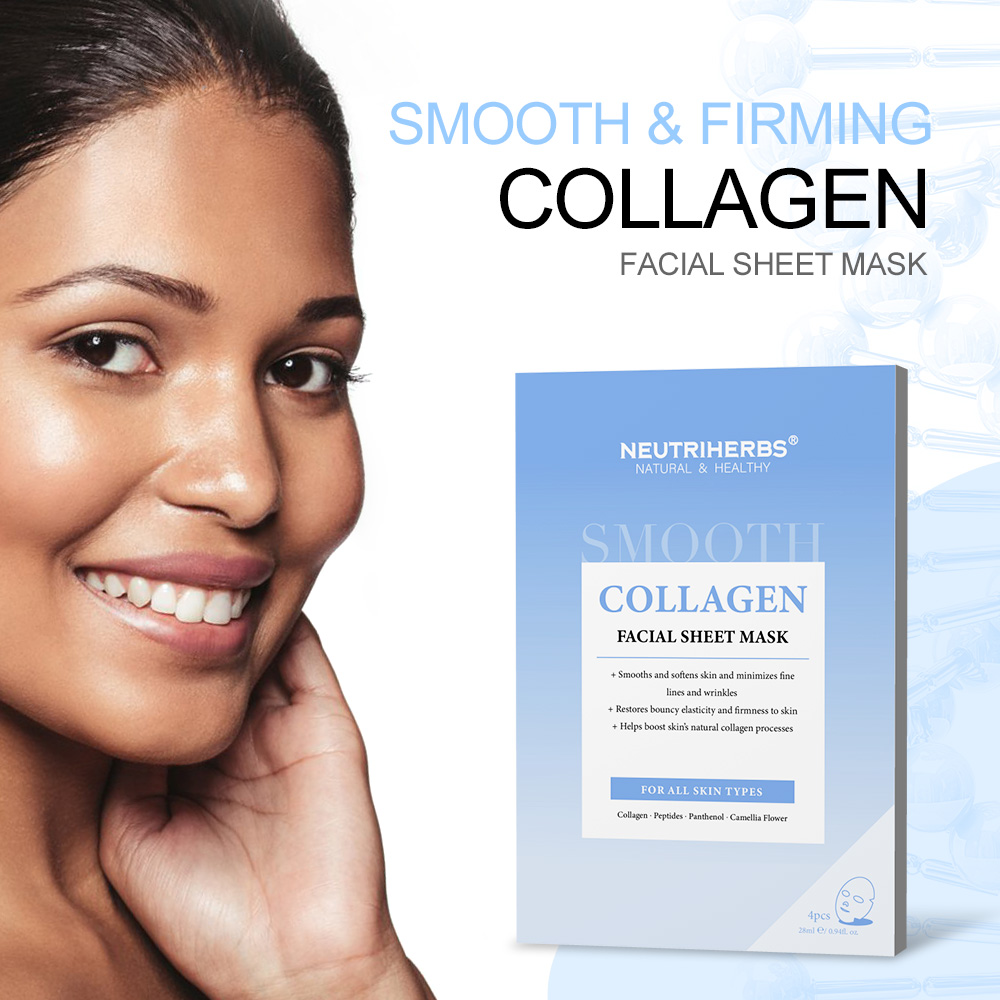 SMOOTH & FIRMING
COLLAGEN
FACIAL SHEET MASK
NEUTRIHERBS®
NATURAL & HEALTHY
SMOOTH
COLLAGEN
FACIAL SHEET MASK
+ Smooths and softens skin and minimizes fine
lines and wrinkles
+ Restores bouncy elasticity and firmness to skin
+ Helps boost skin's natural collagen processes
FOR ALL SKIN TYPES
Collagen · Peptides · Panthenol · Camellia Flower
4pcs
28ml ℮/ 0.94fl. oz.